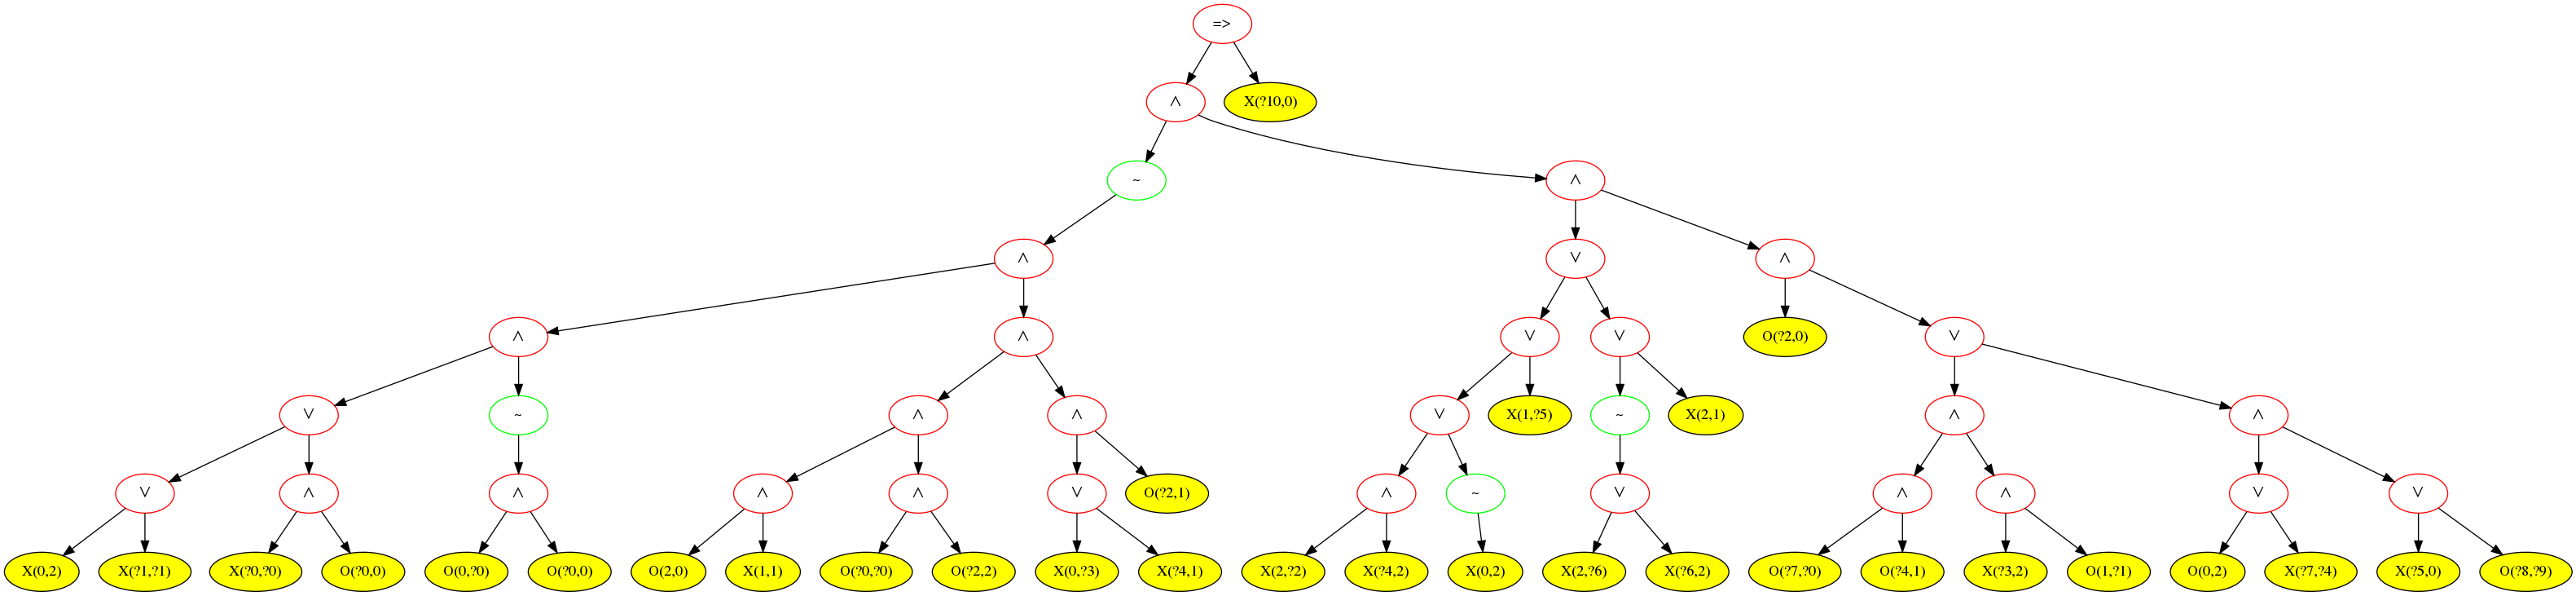 =>
∧ X(?10,0)
~ ∧
∧ ∨ ∧
∧ ∧ ∨ ∨ O(?2,0) ∨
∨ ~ ∧ ∧ ∨ X(1,?5) ~ X(2,1) ∧ ∧
∨ ∧ ∧ ∧ ∧ ∨ O(?2,1) ∧ ~ ∨ ∧ ∧ ∨ ∨
X(0,2) X(?1,?1) X(?0,?0) O(?0,0) O(0,?0) O(?0,0) O(2,0) X(1,1) O(?0,?0) O(?2,2) X(0,?3) X(?4,1) X(2,?2) X(?4,2) X(0,2) X(2,?6) X(?6,2) O(?7,?0) O(?4,1) X(?3,2) O(1,?1) O(0,2) X(?7,?4) X(?5,0) O(?8,?9)